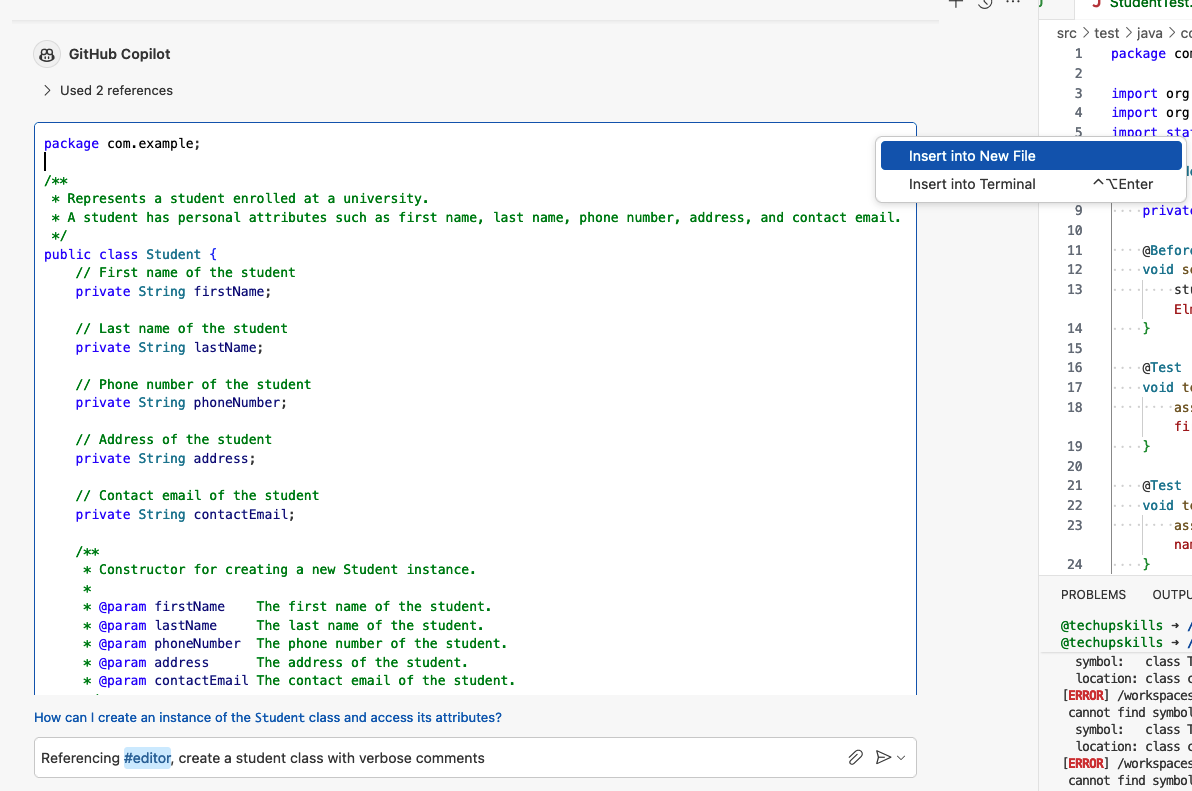 GitHub Copilot
Used 2 references
package com.example;
/**
* Represents a student enrolled at a university.
* A student has personal attributes such as first name, last name, phone number, address, and contact email.
*/
public class Student {
// First name of the student
private String firstName;
// Last name of the student
private String lastName;
// Phone number of the student
private String phoneNumber;
// Address of the student
private String address;
// Contact email of the student
private String contactEmail;
/**
* Constructor for creating a new Student instance.
*
* @param firstName    The first name of the student.
* @param lastName     The last name of the student.
* @param phoneNumber  The phone number of the student.
* @param address      The address of the student.
* @param contactEmail The contact email of the student.
How can I create an instance of the Student class and access its attributes?
Referencing #editor, create a student class with verbose comments
Insert into New File
Insert into Terminal ^⌥Enter
J StudentTest.
src > test > java > co
1 package com
2
3 import org
4 import org
5 import sta
9 private
10
11 @Before
12 void se
13 stu
Elm
14 }
15
16 @Test
17 void te
18 ass
fi
19 }
20
21 @Test
22 void te
23 ass
nam
24 }
PROBLEMS OUTPU
@techupskills ➜ /
@techupskills ➜ /
symbol:   class T
location: class c
[ERROR] /workspaces
cannot find symbol
symbol:   class T
location: class c
[ERROR] /workspaces
cannot find symbol